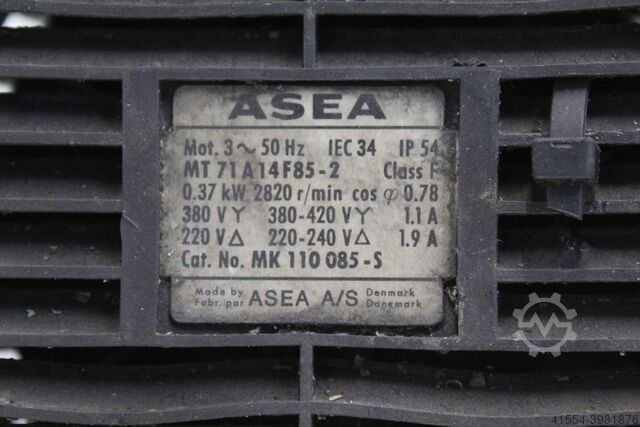 ASEA
Mot. 3~50 Hz IEC 34 IP 54
MT 71 A 14 F 85-2 Class F
0.37 kW 2820 r/min cos φ 0.78
380 V Y 380-420 V Y 1.1 A
220 V Δ 220-240 V Δ 1.9 A
Cat. No. MK 110 085-S
Made by ASEA A/S Denmark
Fabr. par Danemark
41554-3981876